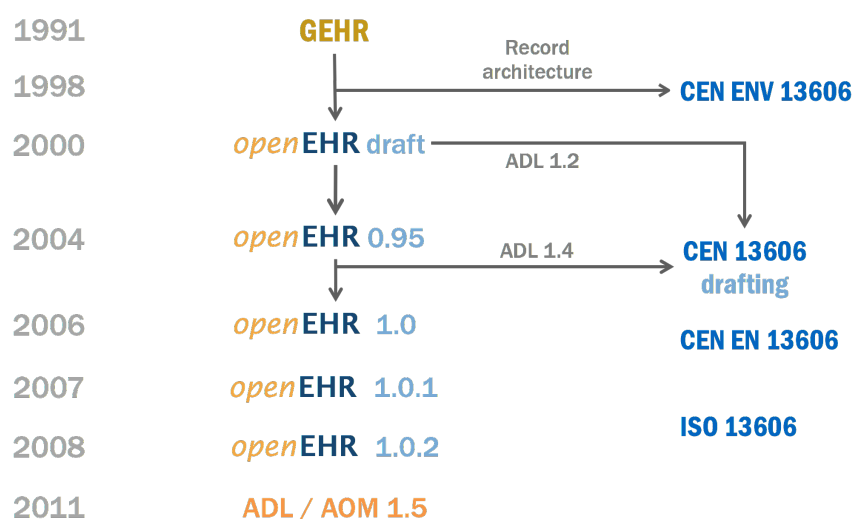 1991
GEHR
Record
architecture
1998
CEN ENV 13606
2000
openEHR draft
ADL 1.2
2004
openEHR 0.95
ADL 1.4
CEN 13606
drafting
2006
openEHR 1.0
CEN EN 13606
2007
openEHR 1.0.1
ISO 13606
2008
openEHR 1.0.2
2011
ADL / AOM 1.5